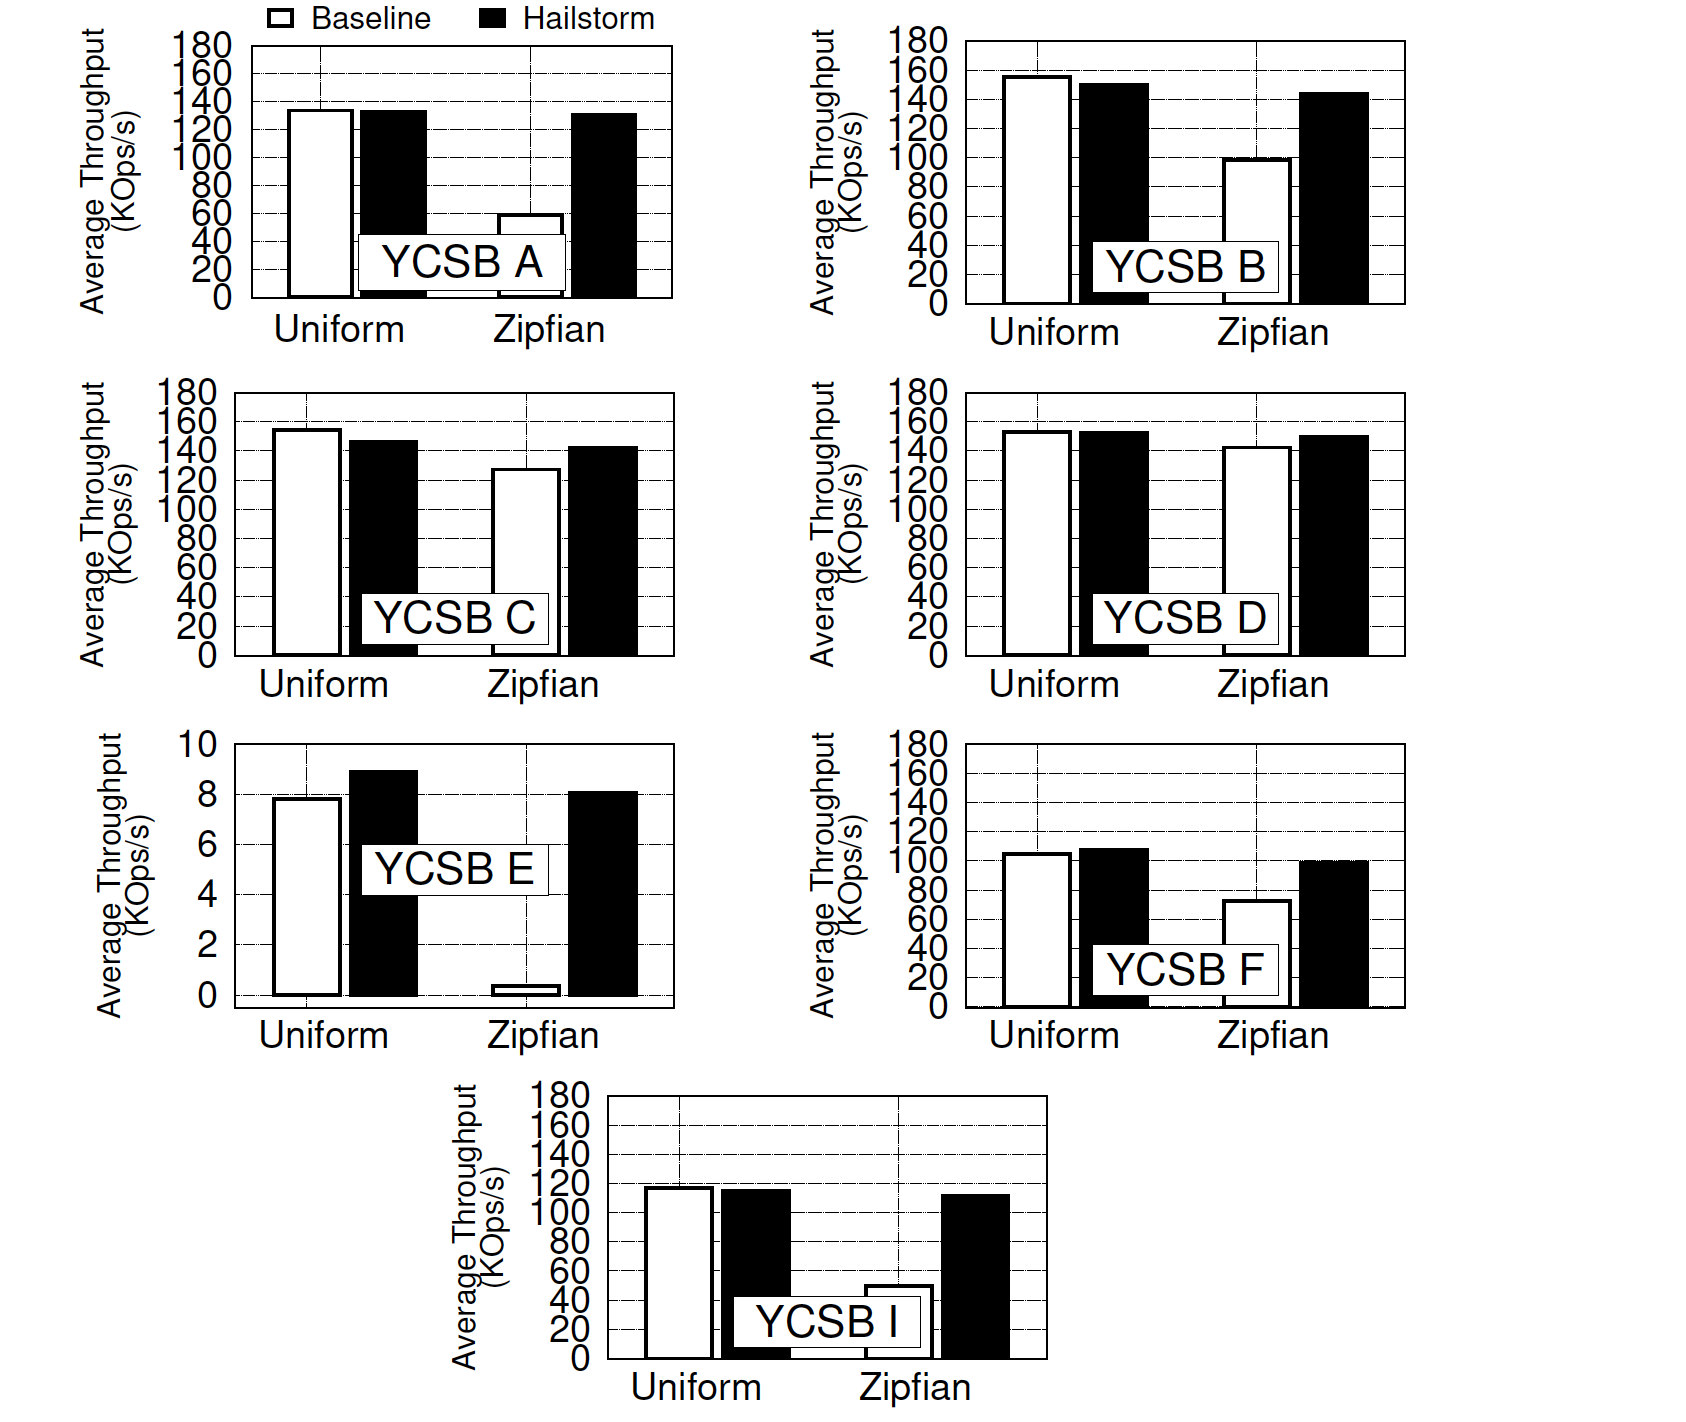 Baseline Hailstorm
Average Throughput
(KOps/s)
180
160
140
120
100
80
60
40
20
0
YCSB A
Uniform Zipfian
Average Throughput
(KOps/s)
180
160
140
120
100
80
60
40
20
0
YCSB B
Uniform Zipfian
Average Throughput
(KOps/s)
180
160
140
120
100
80
60
40
20
0
YCSB C
Uniform Zipfian
Average Throughput
(KOps/s)
180
160
140
120
100
80
60
40
20
0
YCSB D
Uniform Zipfian
Average Throughput
(KOps/s)
10
8
6
4
2
0
YCSB E
Uniform Zipfian
Average Throughput
(KOps/s)
180
160
140
120
100
80
60
40
20
0
YCSB F
Uniform Zipfian
Average Throughput
(KOps/s)
180
160
140
120
100
80
60
40
20
0
YCSB I
Uniform Zipfian